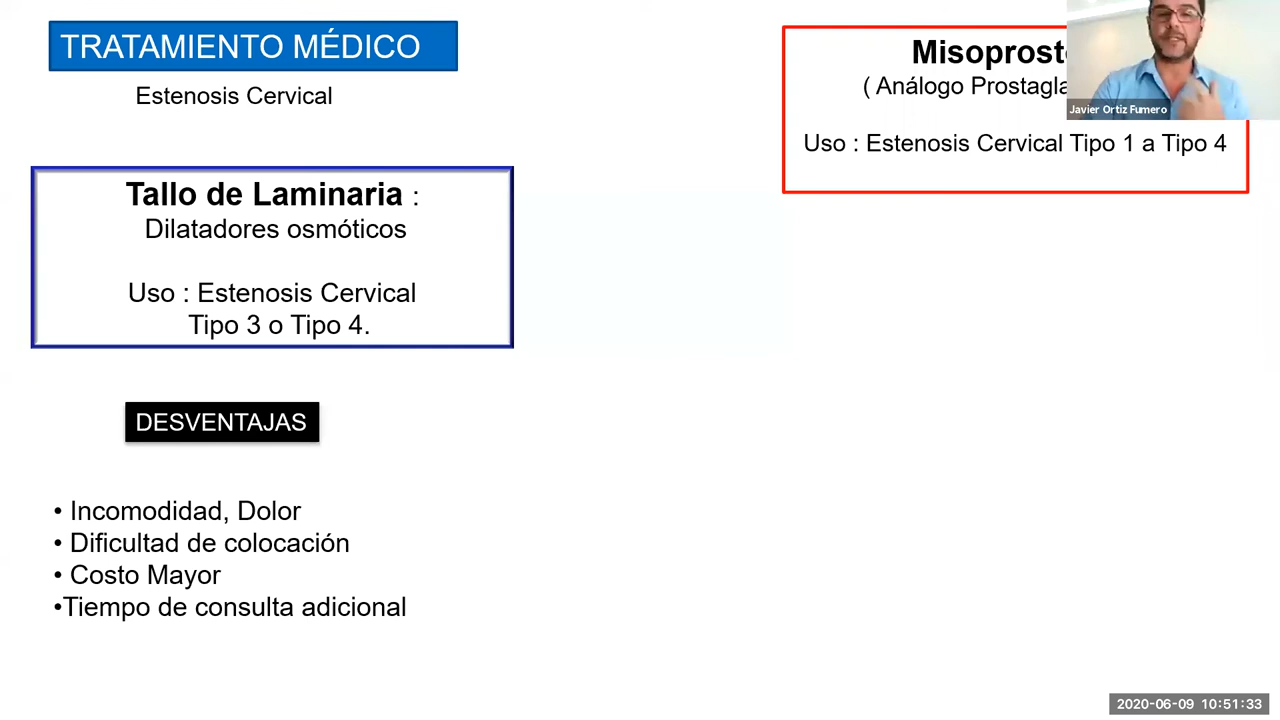 TRATAMIENTO MÉDICO
Estenosis Cervical
Tallo de Laminaria :
Dilatadores osmóticos
Uso : Estenosis Cervical
Tipo 3 o Tipo 4.
DESVENTAJAS
• Incomodidad, Dolor
• Dificultad de colocación
• Costo Mayor
•Tiempo de consulta adicional
( Análogo
Uso : Estenosis Cervical Tipo 1 a Tipo 4
Javier Ortiz Fumero
2020-06-09 10:51:33